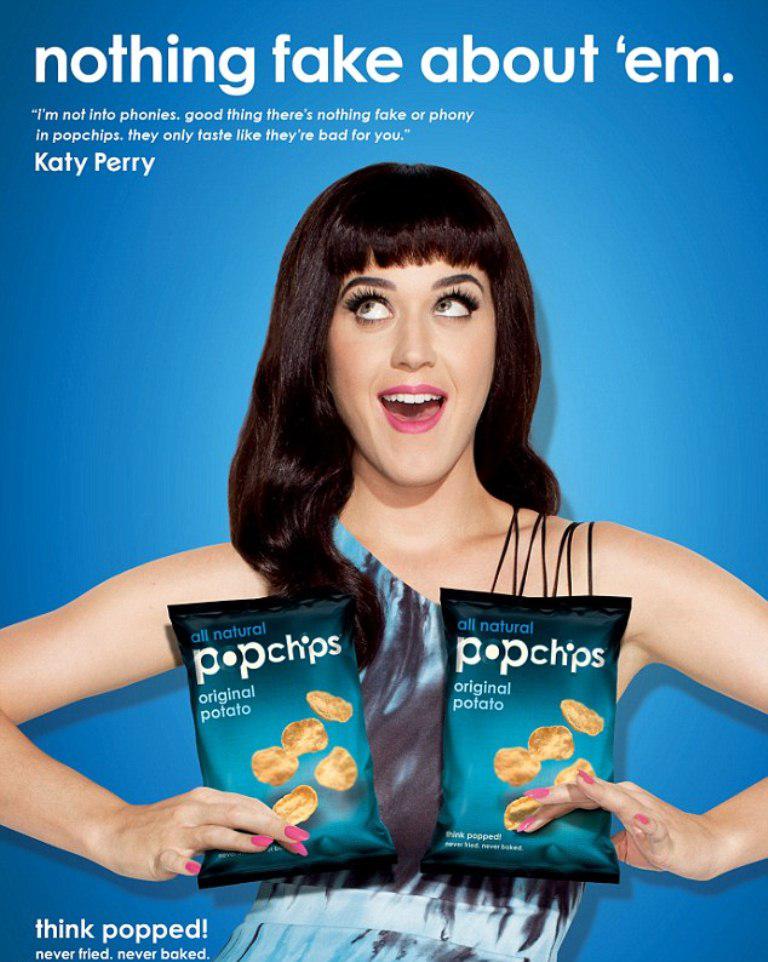 nothing fake about ‘em.
“i’m not into phonies. good thing there’s nothing fake or phony
in popchips. they only taste like they’re bad for you.”
Katy Perry
all natural
popchips
original
potato
all natural
popchips
original
potato
think popped!
never fried. never baked.
think popped!
never fried. never baked.